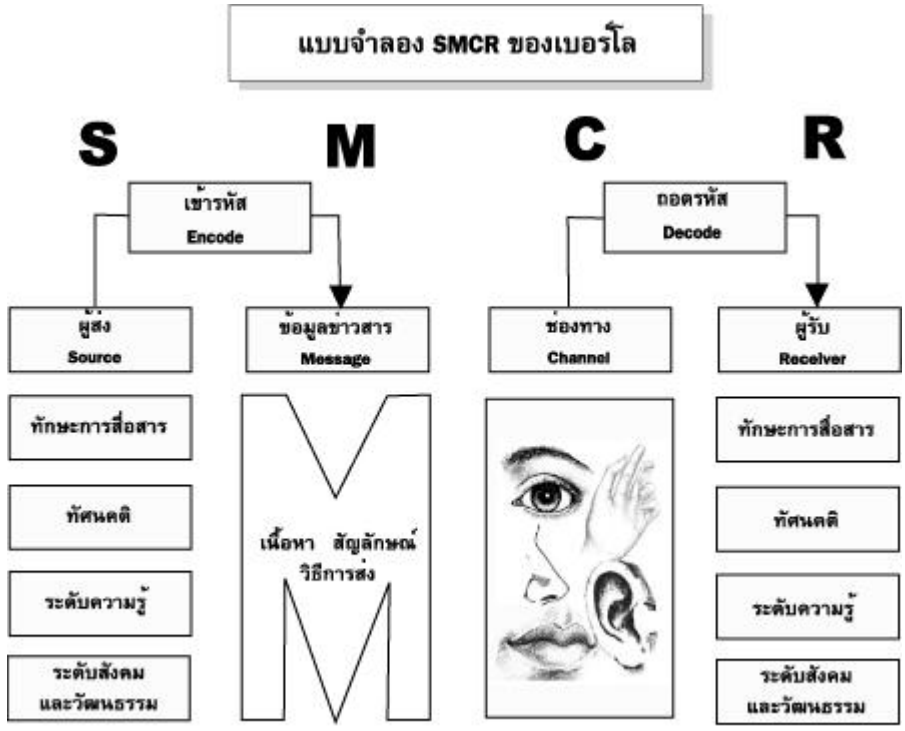 แบบจำลอง SMCR ของเบอร์โล
S M C R
เข้ารหัส
Encode
ถอดรหัส
Decode
ผู้ส่ง
Source
ข้อมูลข่าวสาร
Message
ช่องทาง
Channel
ผู้รับ
Receiver
ทักษะการสื่อสาร
ทัศนคติ
ระดับความรู้
ระดับสังคม
และวัฒนธรรม
เนื้อหา สัญลักษณ์
วิธีการส่ง
ทักษะการสื่อสาร
ทัศนคติ
ระดับความรู้
ระดับสังคม
และวัฒนธรรม